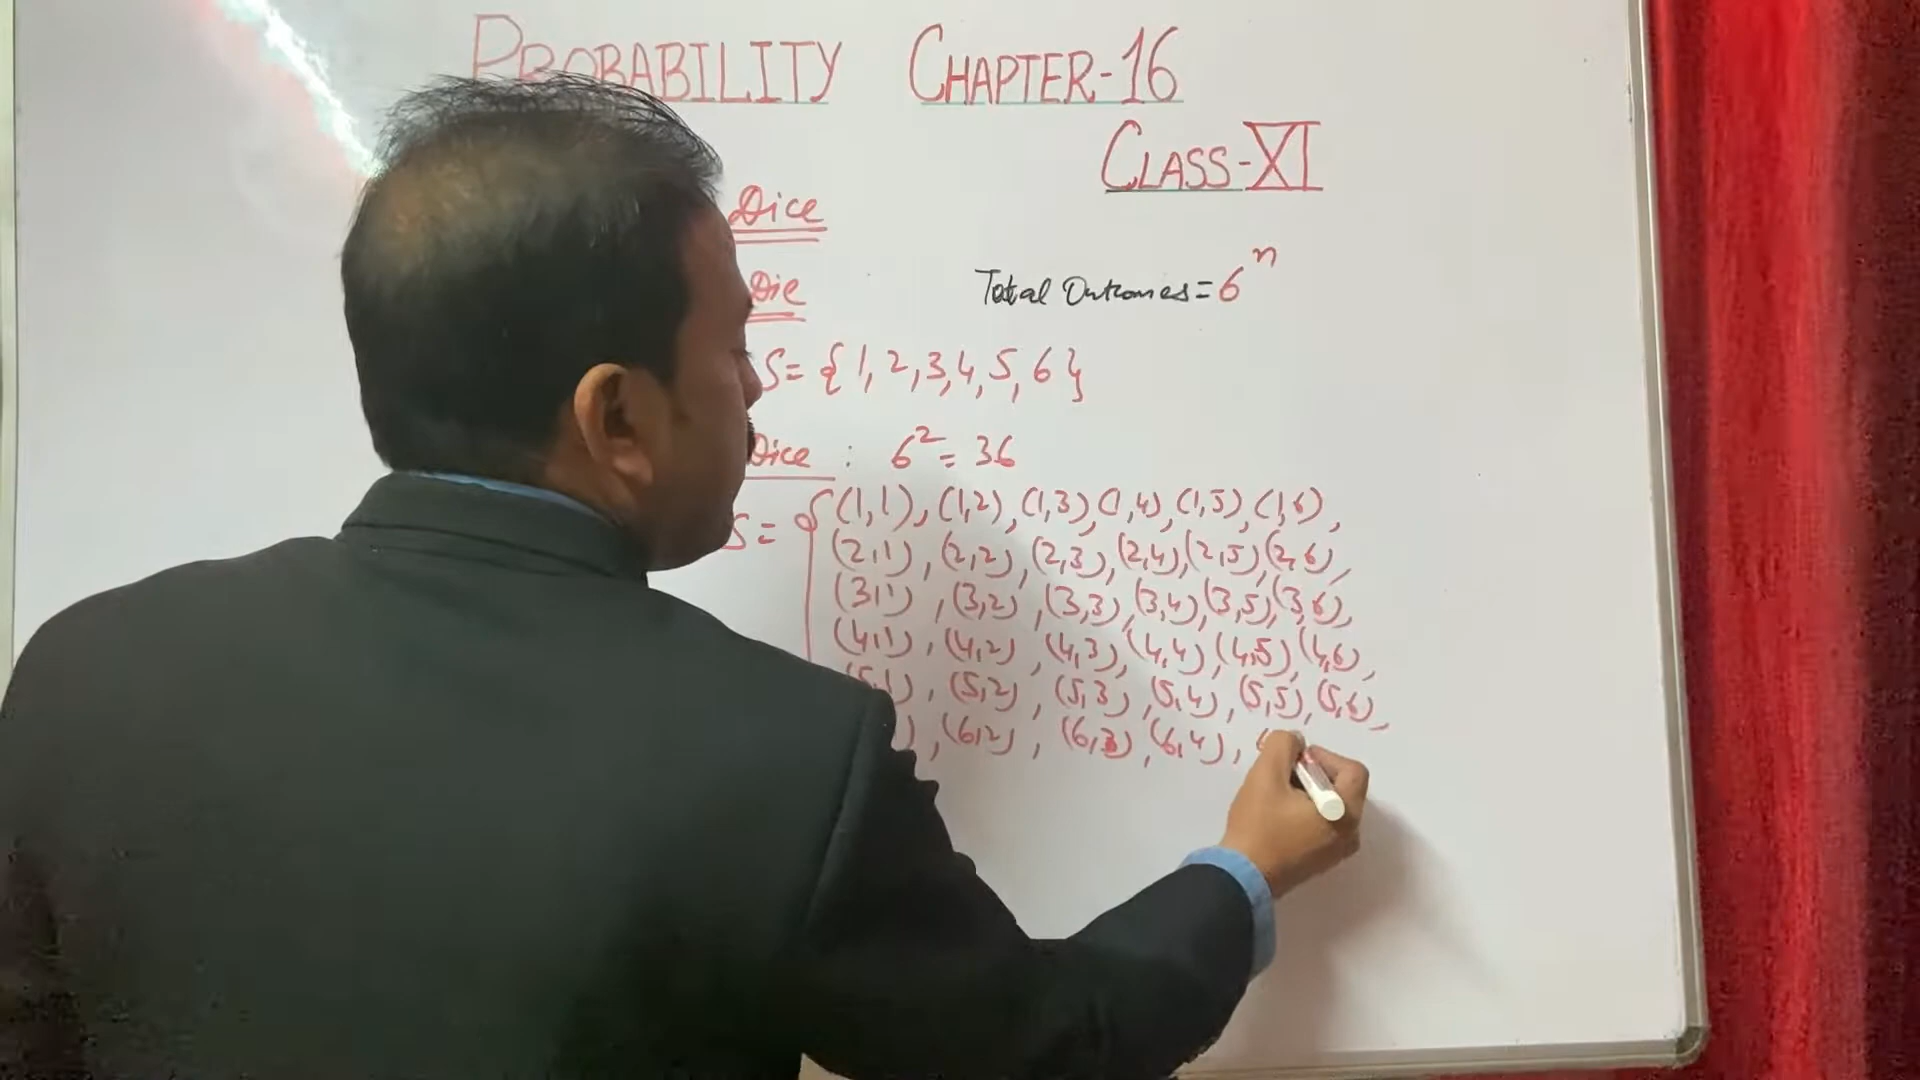 PROBABILITY CHAPTER-16
CLASS-XI
Dice
Die
Total Outcomes = 6^n
S = {1, 2, 3, 4, 5, 6}
Dice : 6² = 36
S = {(1,1), (1,2), (1,3), (1,4), (1,5), (1,6),
(2,1), (2,2), (2,3), (2,4), (2,5), (2,6),
(3,1), (3,2), (3,3), (3,4), (3,5), (3,6),
(4,1), (4,2), (4,3), (4,4), (4,5), (4,6),
(5,1), (5,2), (5,3), (5,4), (5,5), (5,6),
), (6,2), (6,3), (6,4), (